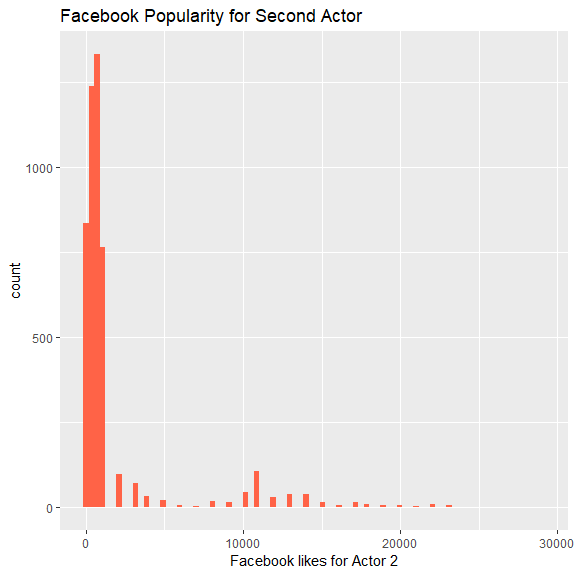 Facebook Popularity for Second Actor
count
1000
500
0
0 10000 20000 30000
Facebook likes for Actor 2